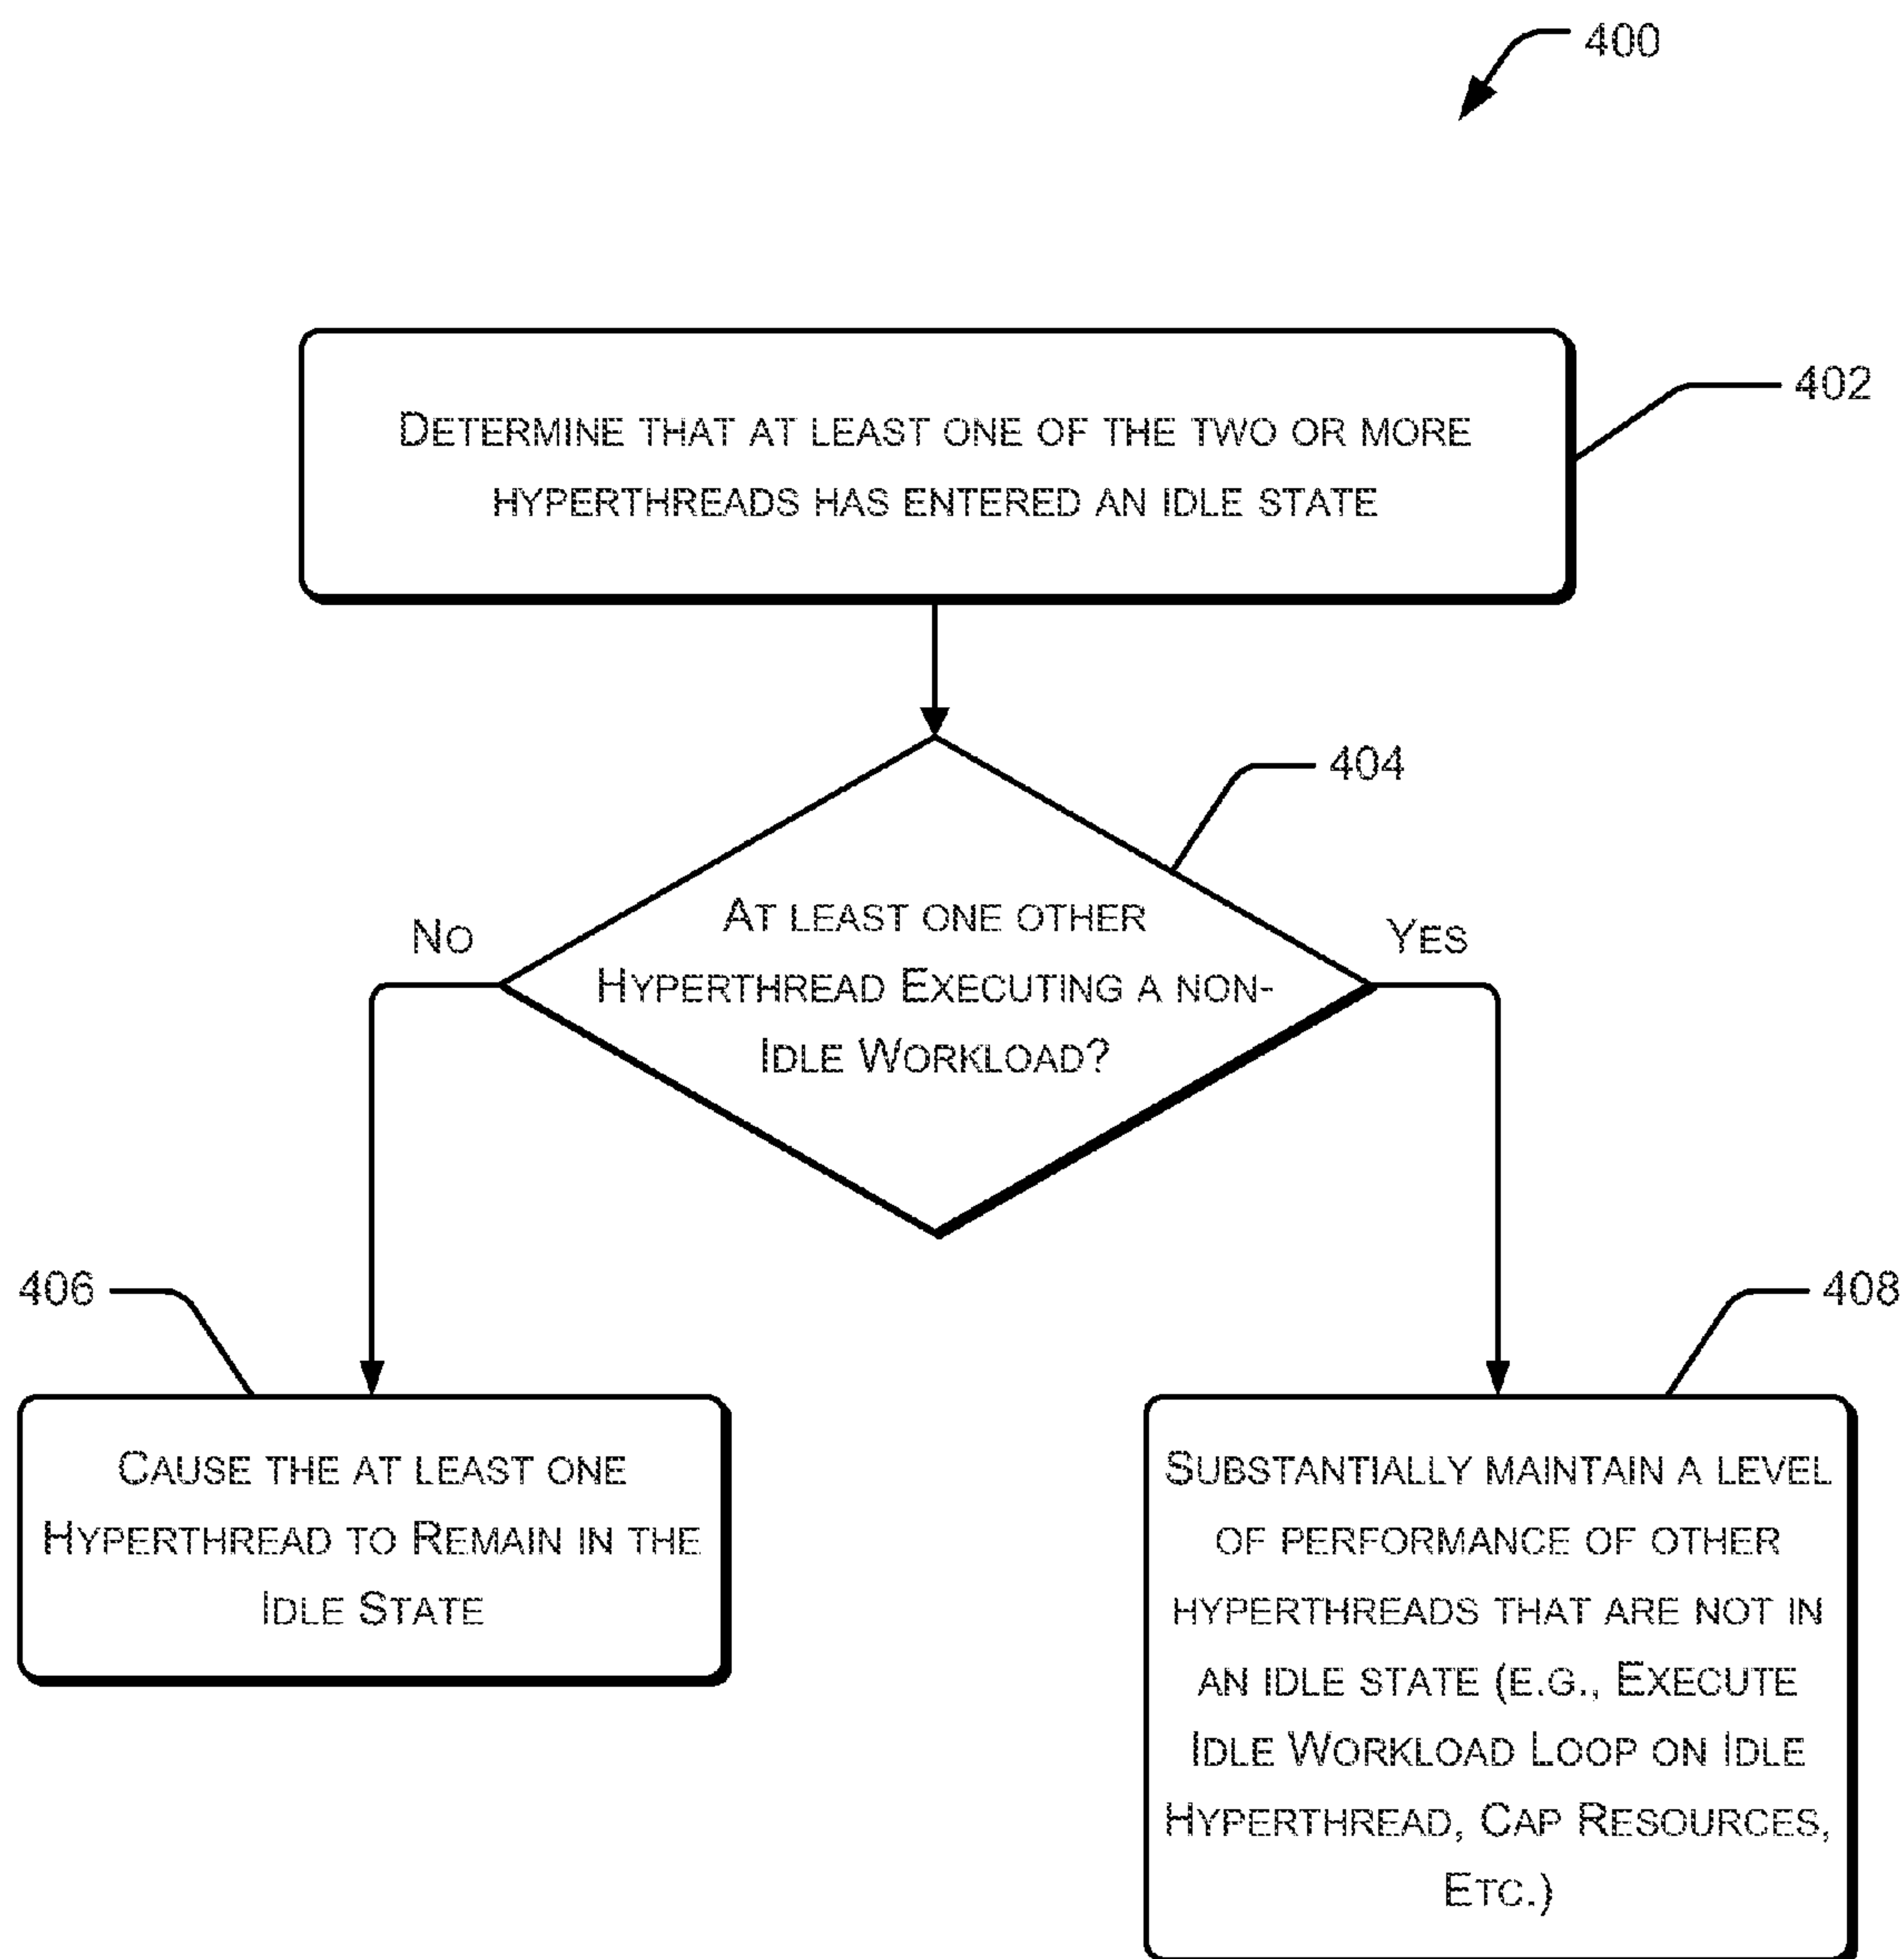 400
DETERMINE THAT AT LEAST ONE OF THE TWO OR MORE
HYPERTHREADS HAS ENTERED AN IDLE STATE
402
404
AT LEAST ONE OTHER
HYPERTHREAD EXECUTING A NON-
IDLE WORKLOAD?
NO
YES
406
CAUSE THE AT LEAST ONE
HYPERTHREAD TO REMAIN IN THE
IDLE STATE
408
SUBSTANTIALLY MAINTAIN A LEVEL
OF PERFORMANCE OF OTHER
HYPERTHREADS THAT ARE NOT IN
AN IDLE STATE (E.G., EXECUTE
IDLE WORKLOAD LOOP ON IDLE
HYPERTHREAD, CAP RESOURCES,
ETC.)